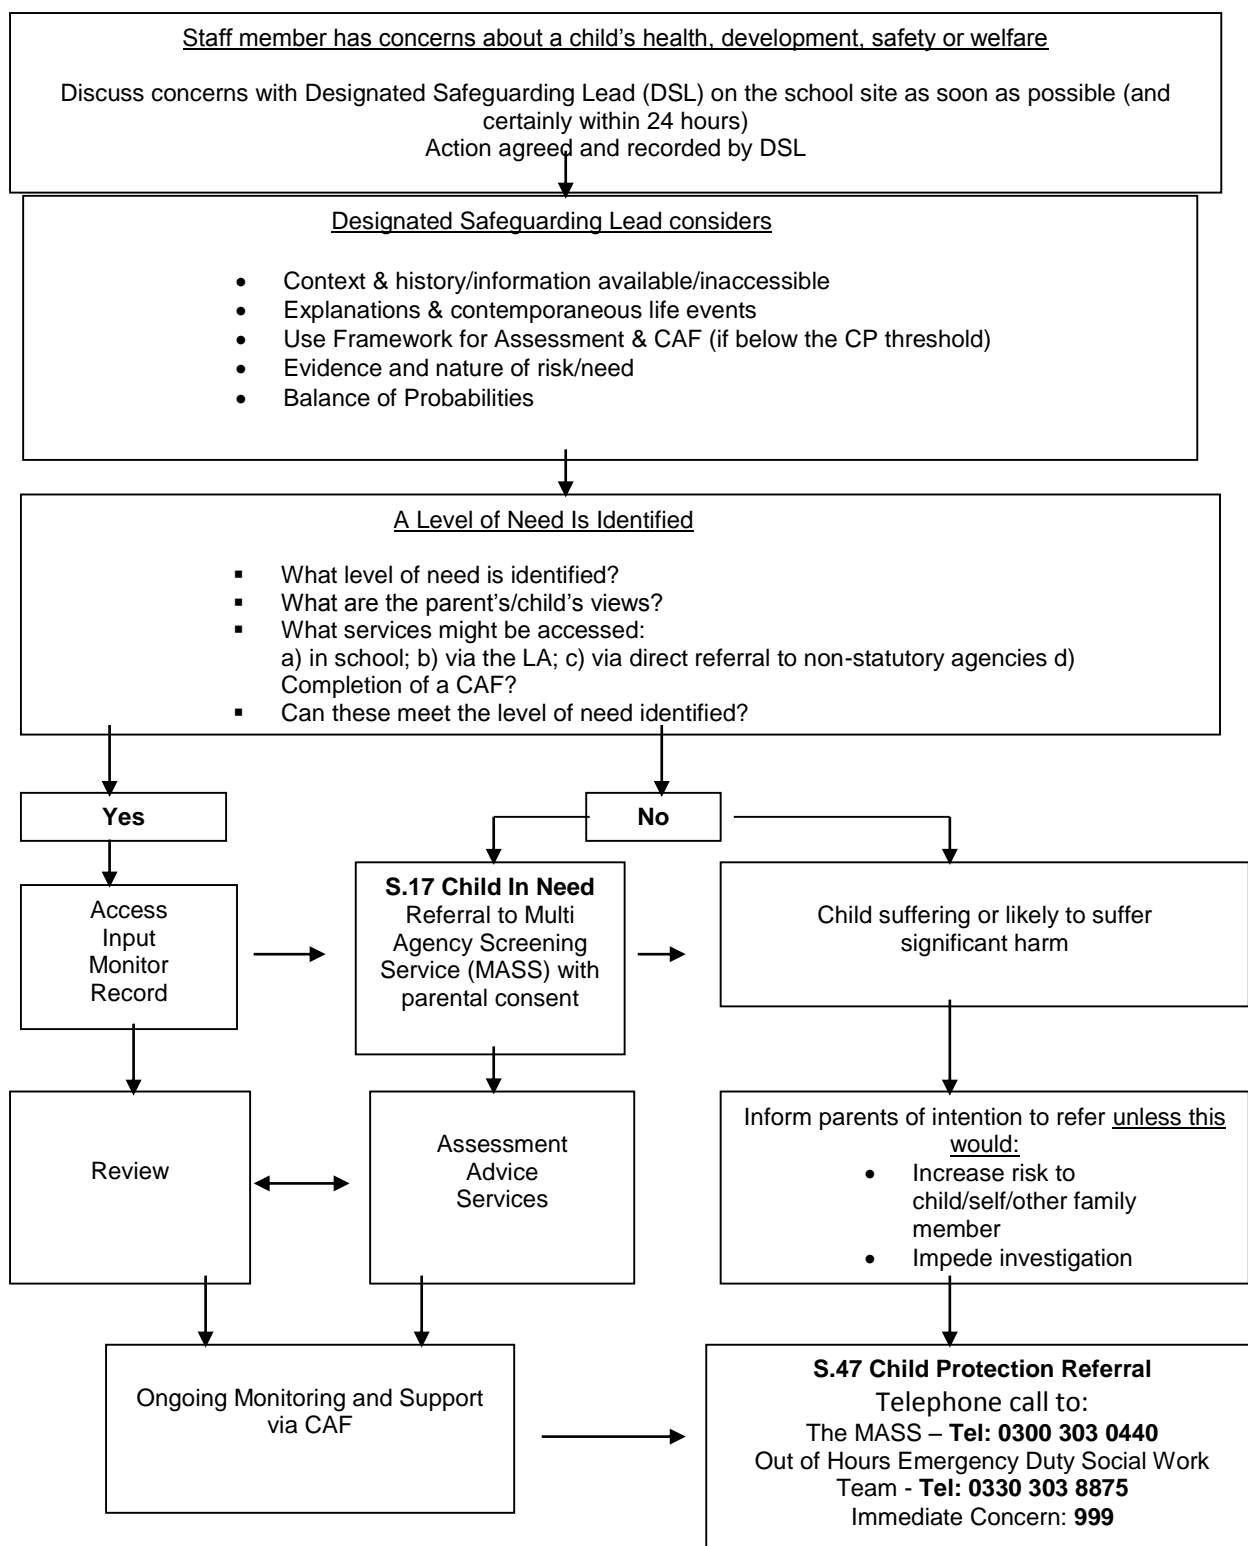 Staff member has concerns about a child's health, development, safety or welfare
Discuss concerns with Designated Safeguarding Lead (DSL) on the school site as soon as possible (and
certainly within 24 hours)
Action agreed and recorded by DSL
Designated Safeguarding Lead considers
• Context & history/information available/inaccessible
• Explanations & contemporaneous life events
• Use Framework for Assessment & CAF (if below the CP threshold)
• Evidence and nature of risk/need
• Balance of Probabilities
A Level of Need Is Identified
▪ What level of need is identified?
▪ What are the parent's/child's views?
▪ What services might be accessed:
a) in school; b) via the LA; c) via direct referral to non-statutory agencies d)
Completion of a CAF?
▪ Can these meet the level of need identified?
Yes
No
Access
Input
Monitor
Record
S.17 Child In Need
Referral to Multi
Agency Screening
Service (MASS) with
parental consent
Child suffering or likely to suffer
significant harm
Review
Assessment
Advice
Services
Inform parents of intention to refer unless this
would:
• Increase risk to
child/self/other family
member
• Impede investigation
Ongoing Monitoring and Support
via CAF
S.47 Child Protection Referral
Telephone call to:
The MASS – Tel: 0300 303 0440
Out of Hours Emergency Duty Social Work
Team - Tel: 0330 303 8875
Immediate Concern: 999